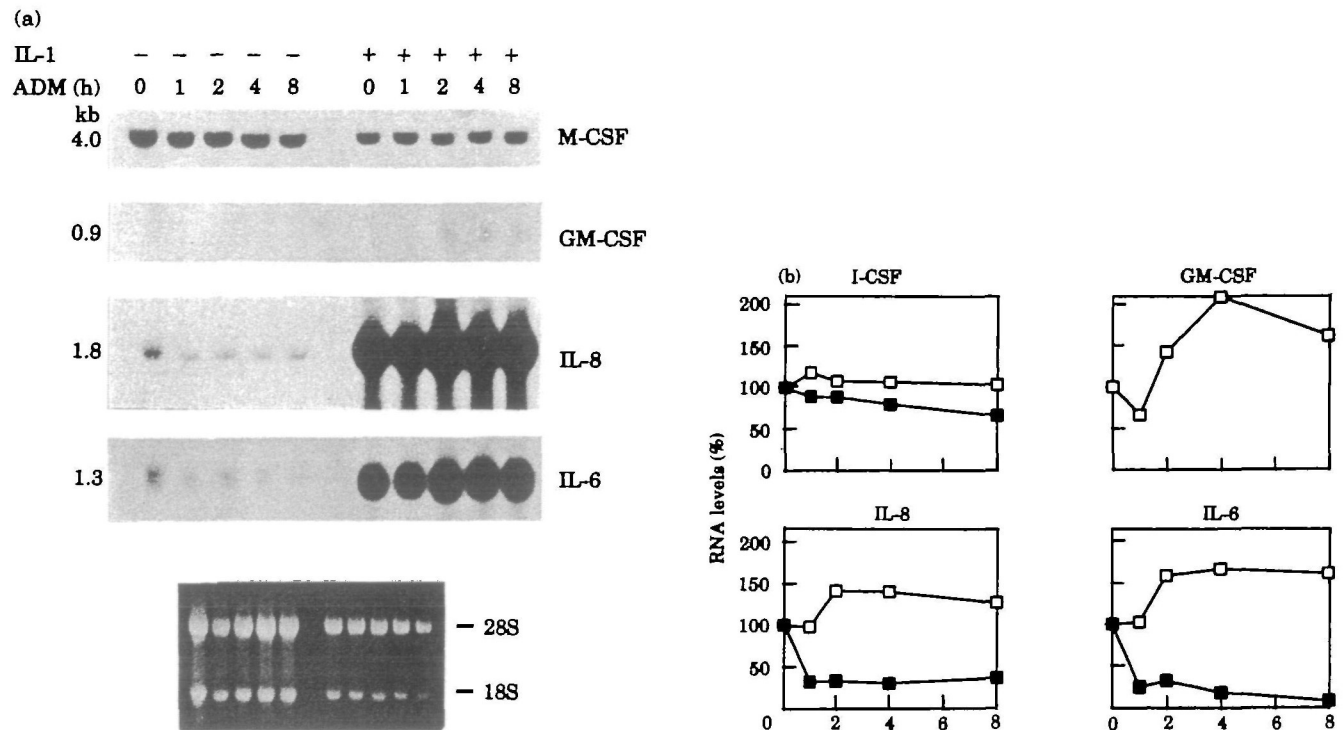 (a)
IL-1 − − − − − + + + + +
ADM (h) 0 1 2 4 8 0 1 2 4 8
kb
4.0 M-CSF
0.9 GM-CSF
1.8 IL-8
1.3 IL-6
28S
18S
(b) I-CSF GM-CSF
200
150
100
50
0
IL-8 IL-6
200
150
100
50
0 2 4 6 8 0 2 4 6 8
RNA levels (%)